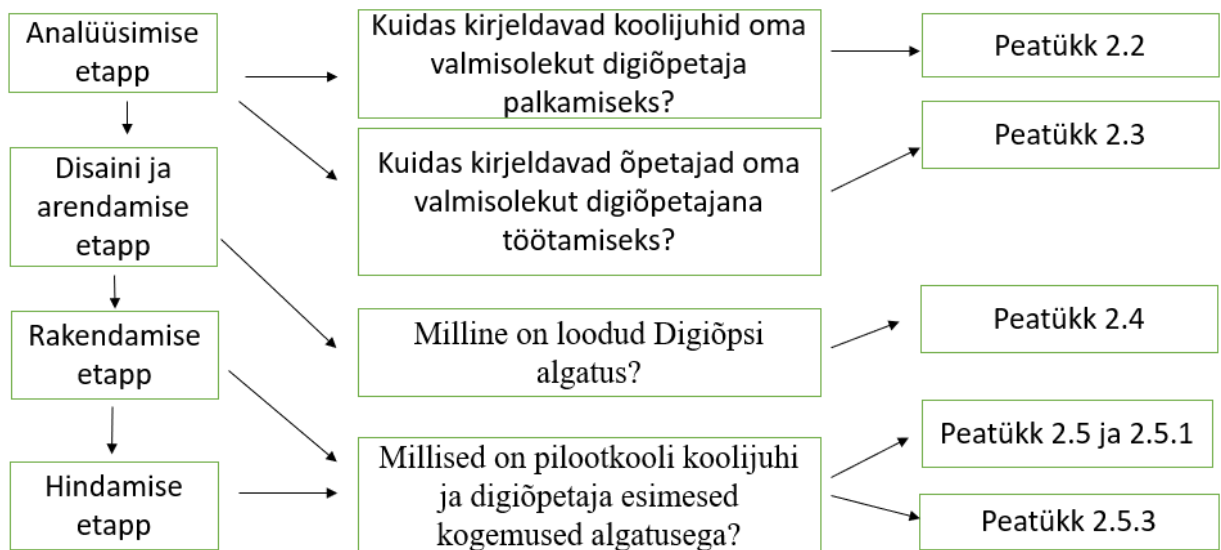 Analüüsimise
etapp
Kuidas kirjeldavad koolijuhid oma
valmisolekut digiõpetaja
palkamiseks?
Peatükk 2.2
Kuidas kirjeldavad õpetajad oma
valmisolekut digiõpetajana
töötamiseks?
Peatükk 2.3
Disaini ja
arendamise
etapp
Milline on loodud Digiõpsi
algatus?
Peatükk 2.4
Rakendamise
etapp
Millised on pilootkooli koolijuhi
ja digiõpetaja esimesed
kogemused algatusega?
Peatükk 2.5 ja 2.5.1
Hindamise
etapp
Peatükk 2.5.3